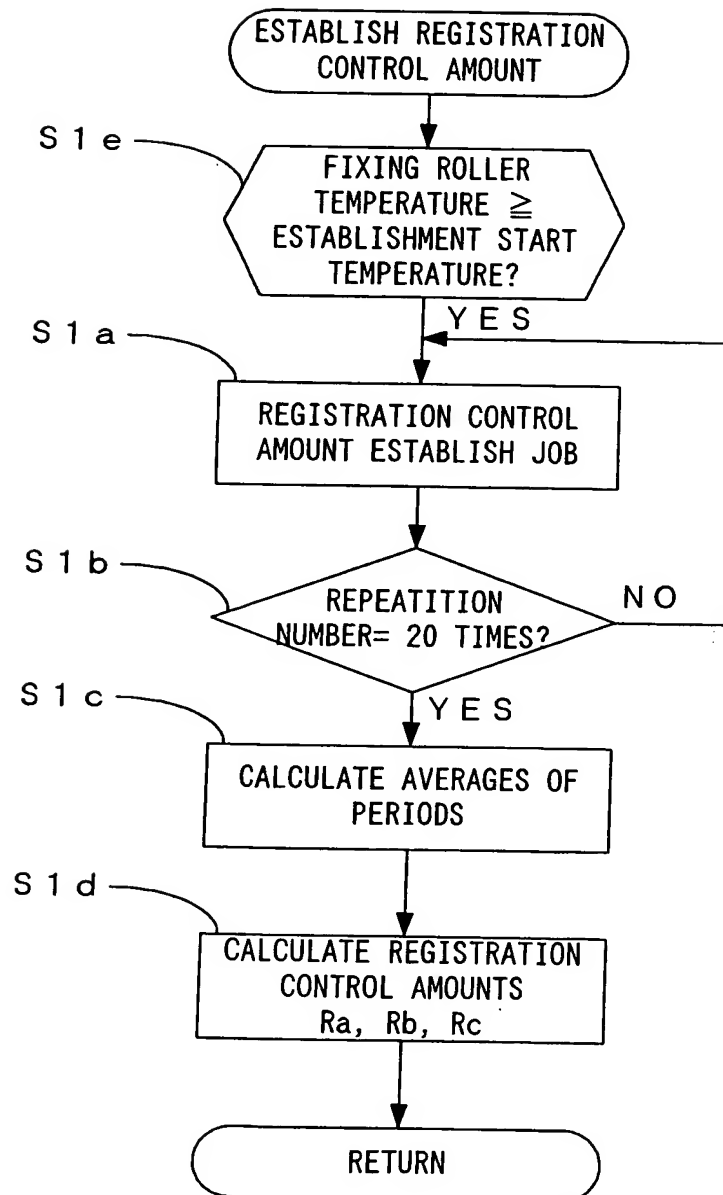 ESTABLISH REGISTRATION
CONTROL AMOUNT
S1e
FIXING ROLLER
TEMPERATURE ≧
ESTABLISHMENT START
TEMPERATURE?
YES
S1a
REGISTRATION CONTROL
AMOUNT ESTABLISH JOB
S1b
REPEATITION
NUMBER= 20 TIMES?
NO
YES
S1c
CALCULATE AVERAGES OF
PERIODS
S1d
CALCULATE REGISTRATION
CONTROL AMOUNTS
Ra, Rb, Rc
RETURN